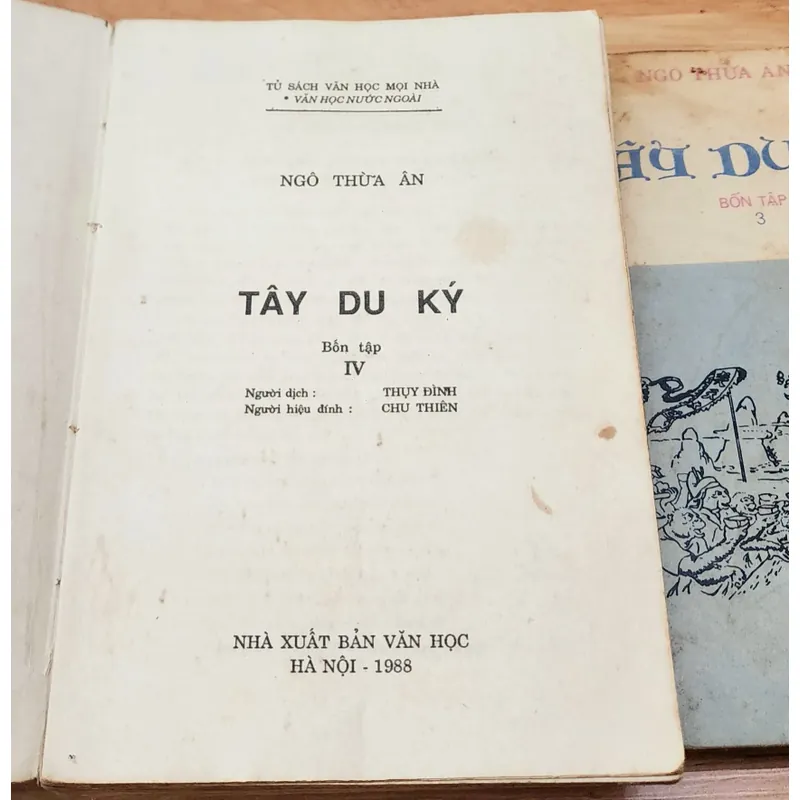 TỦ SÁCH VĂN HỌC MỌI NHÀ
* VĂN HỌC NƯỚC NGOÀI
NGÔ THỪA ÂN
TÂY DU KÝ
Bốn tập
IV
Người dịch : THỤY ĐÌNH
Người hiệu đính : CHU THIÊN
NHÀ XUẤT BẢN VĂN HỌC
HÀ NỘI - 1988
NGÔ THỪA ÂN
ÂY DU
BỐN TẬP
3